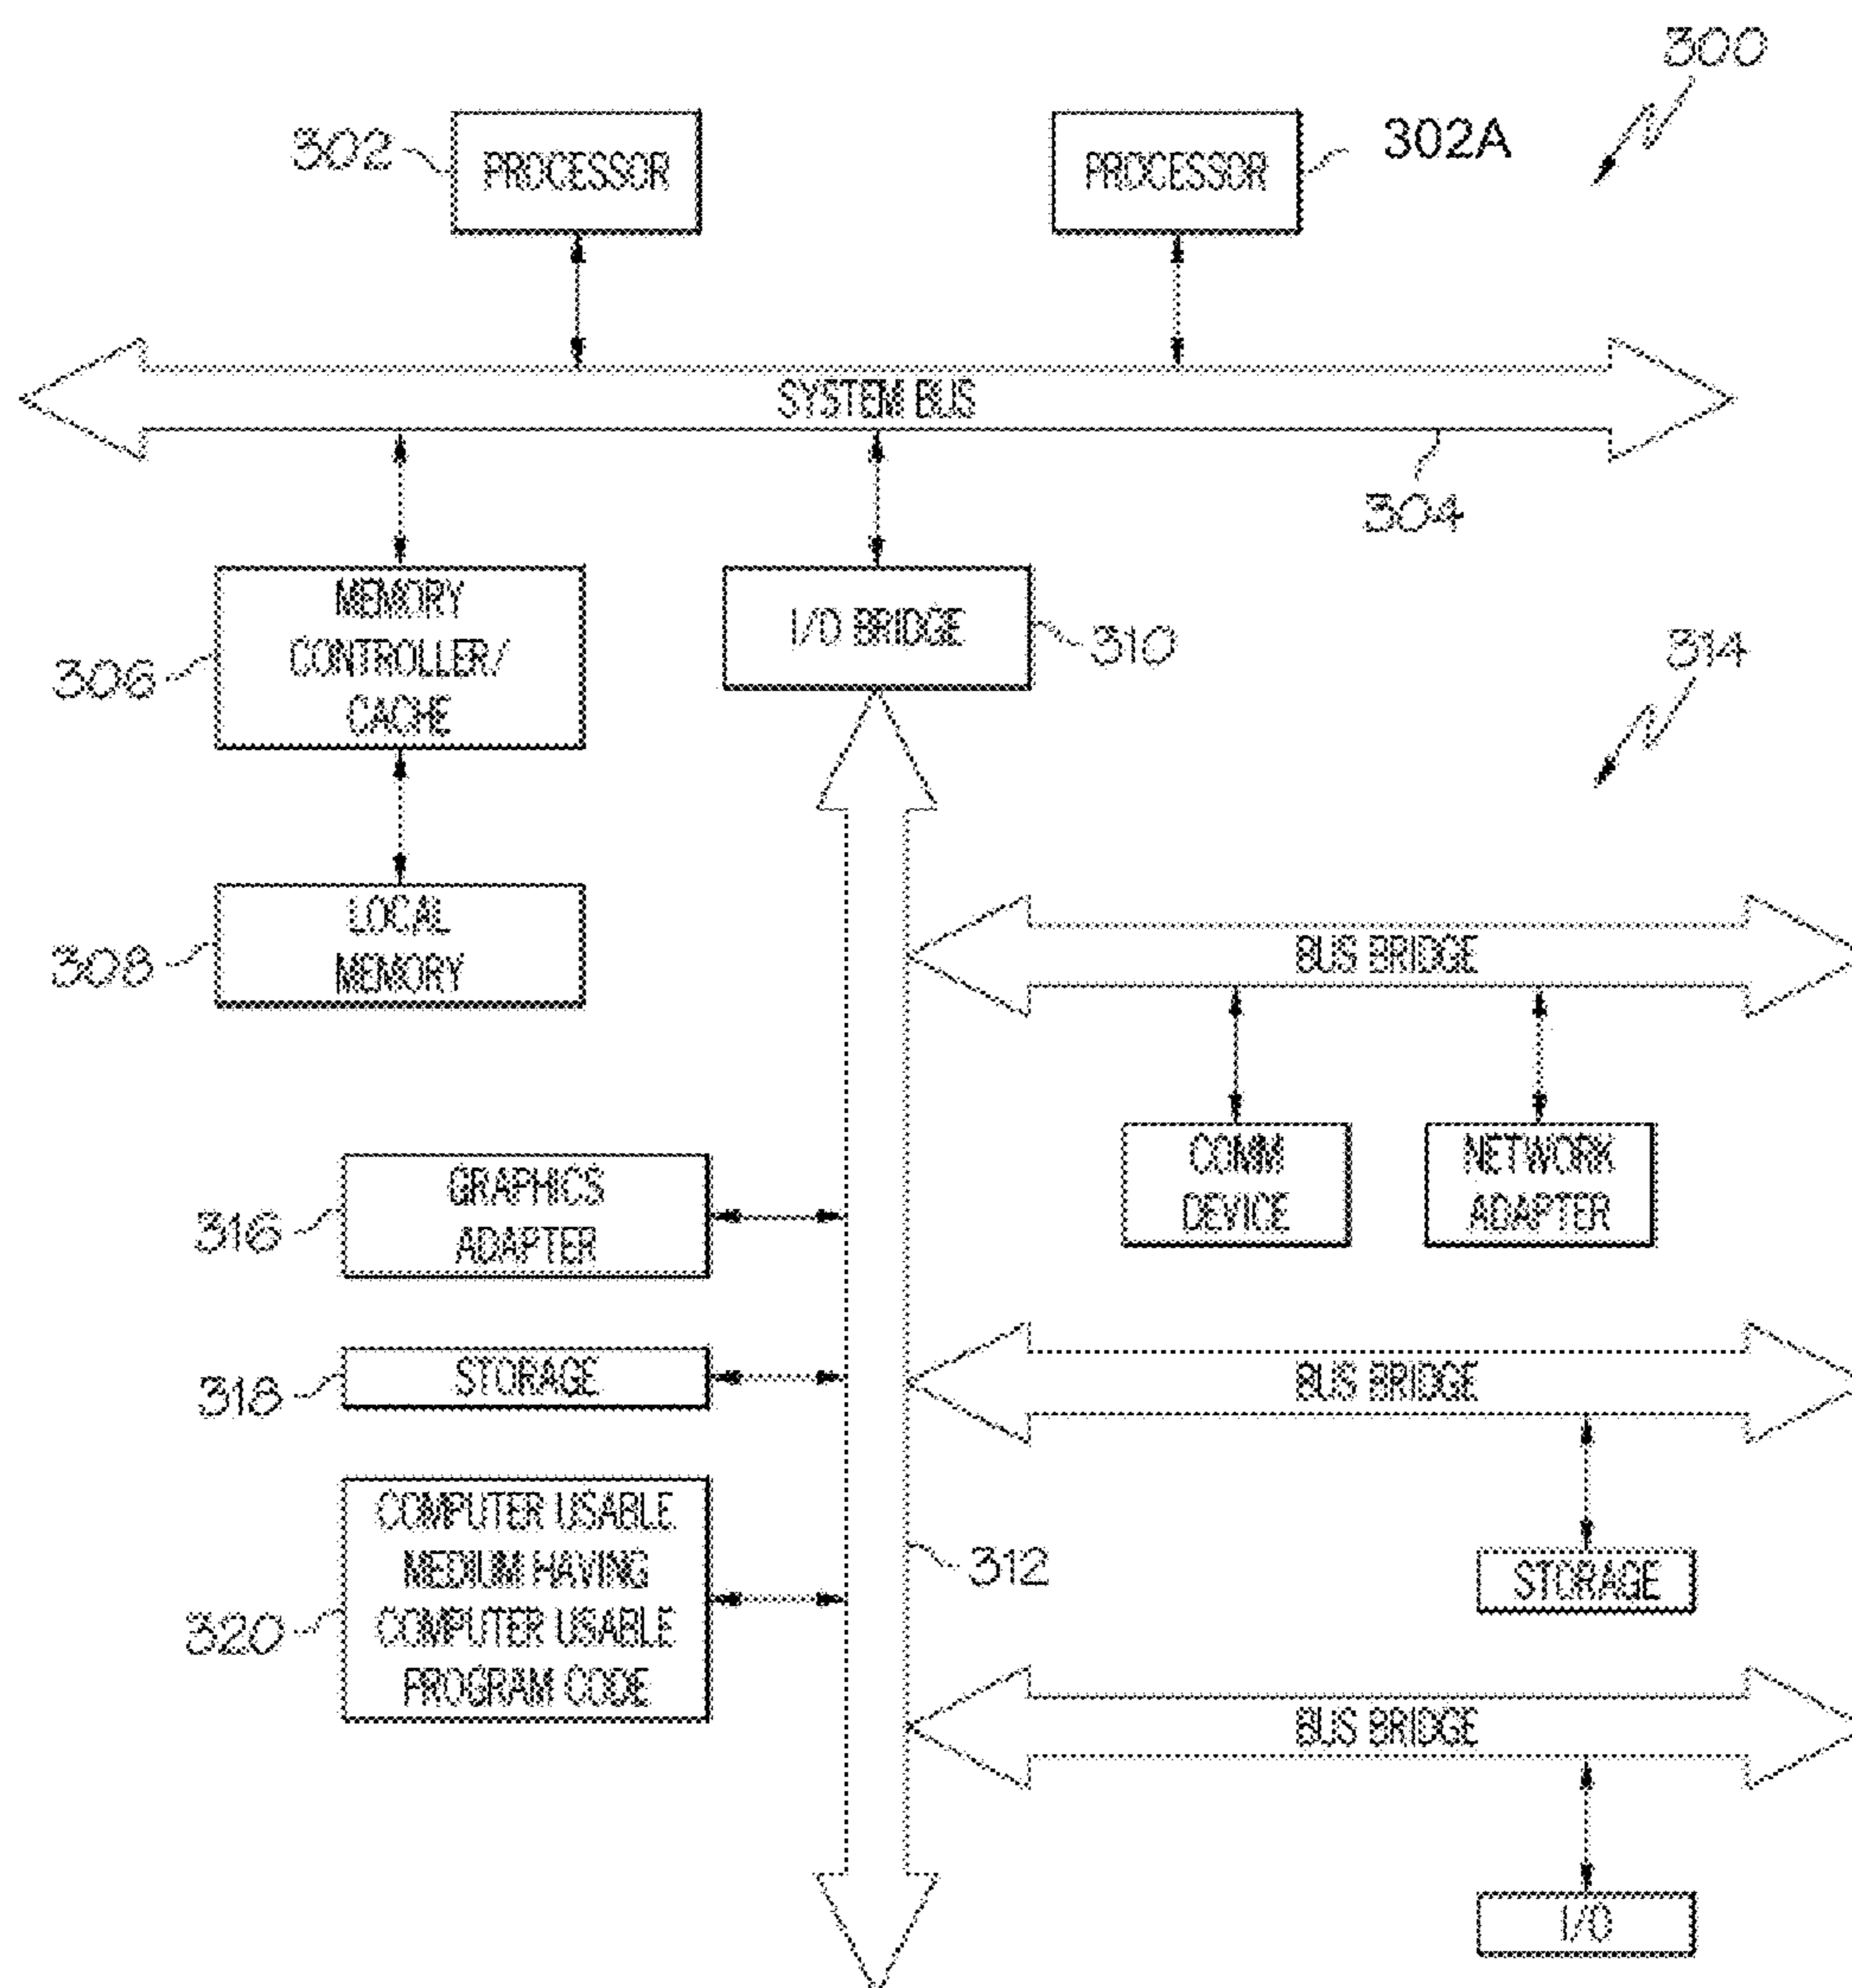 300
302
PROCESSOR
PROCESSOR
302A
SYSTEM BUS
304
306
MEMORY
CONTROLLER/
CACHE
I/O BRIDGE
310
314
308
LOCAL
MEMORY
BUS BRIDGE
COMM
DEVICE
NETWORK
ADAPTER
316
GRAPHICS
ADAPTER
318
STORAGE
BUS BRIDGE
320
COMPUTER USABLE
MEDIUM HAVING
COMPUTER USABLE
PROGRAM CODE
312
STORAGE
BUS BRIDGE
I/O